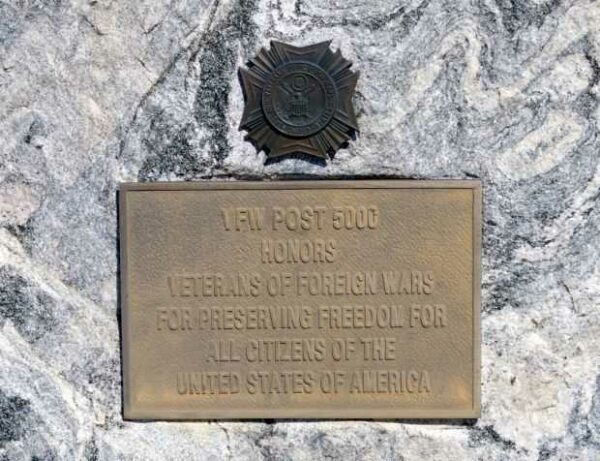 VFW POST 5000
HONORS
VETERANS OF FOREIGN WARS
FOR PRESERVING FREEDOM FOR
ALL CITIZENS OF THE
UNITED STATES OF AMERICA